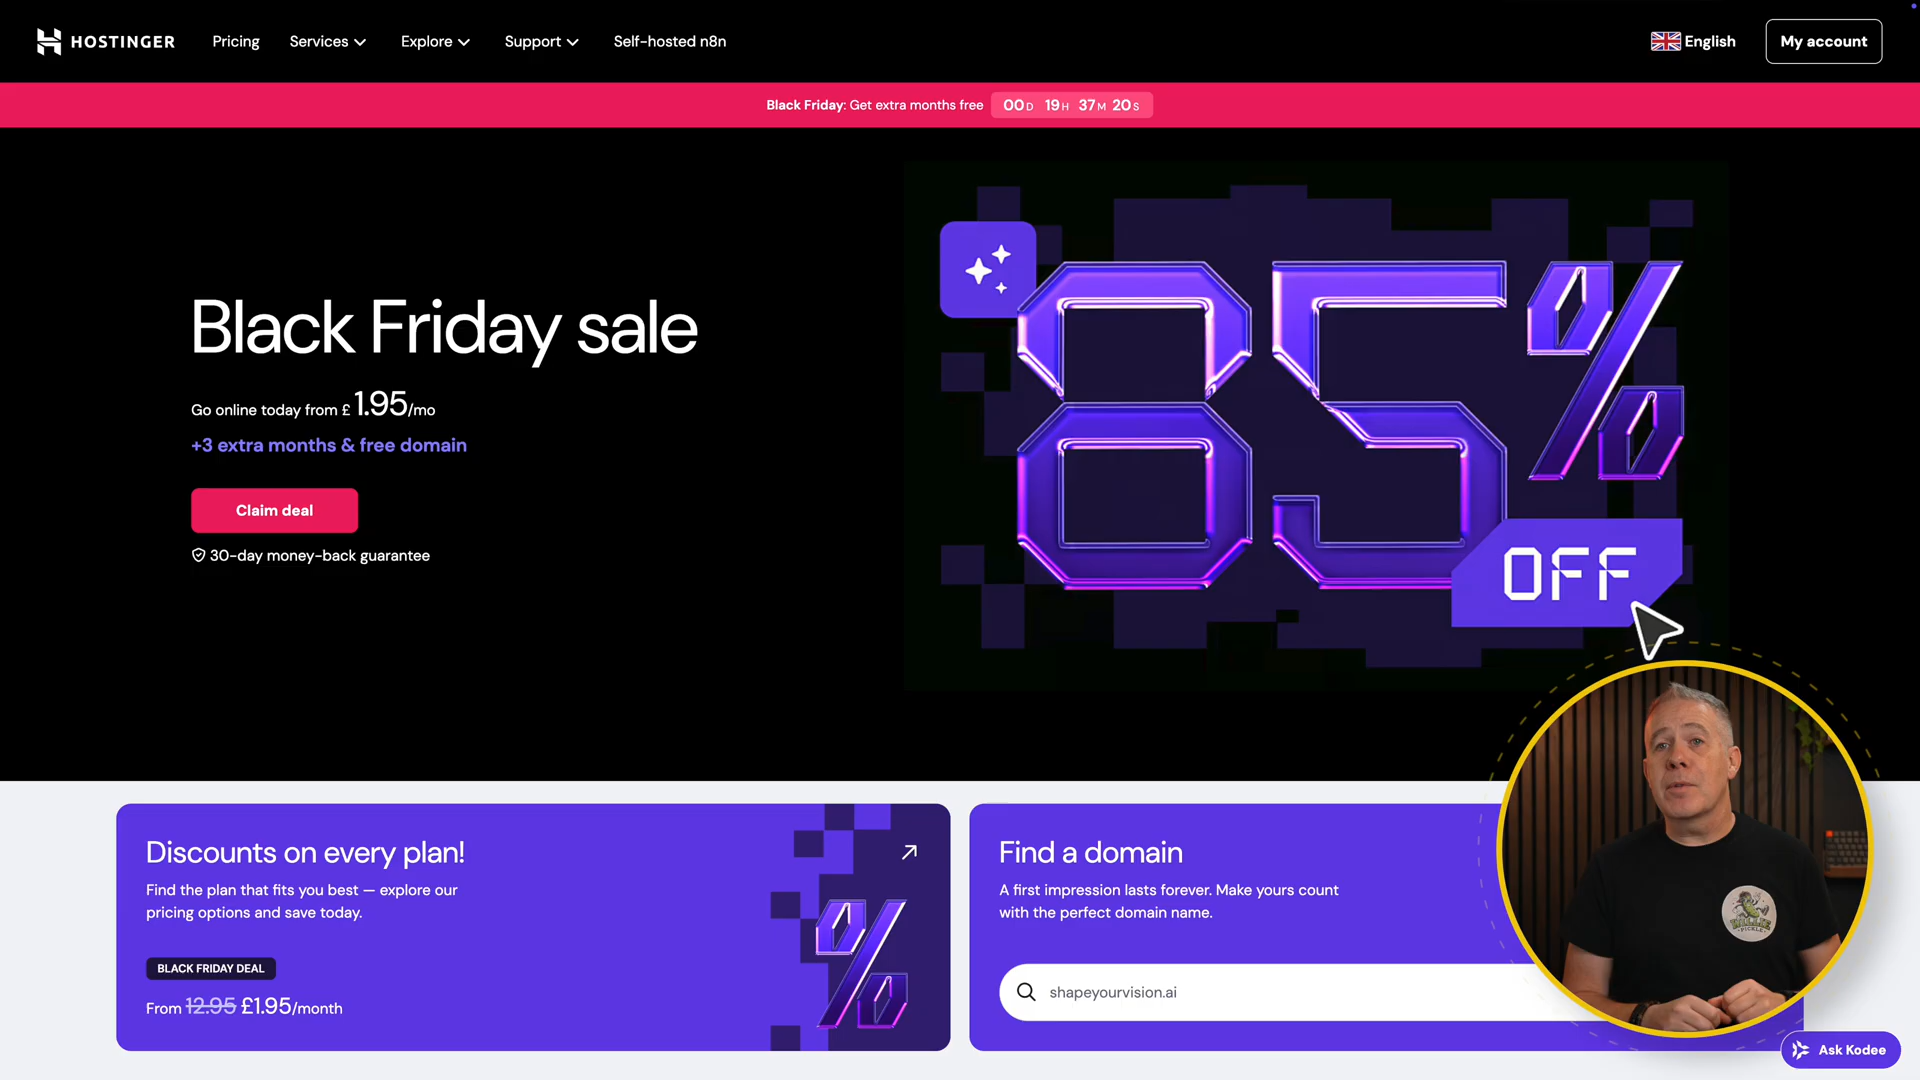 HOSTINGER
Pricing
Services
Explore
Support
Self-hosted n8n
English
My account
Black Friday: Get extra months free 00D 19H 37M 20S
Black Friday sale
Go online today from £ 1.95/mo
+3 extra months & free domain
Claim deal
30-day money-back guarantee
85%
OFF
Discounts on every plan!
Find the plan that fits you best — explore our
pricing options and save today.
BLACK FRIDAY DEAL
From 12.95 £1.95/month
%
Find a domain
A first impression lasts forever. Make yours count
with the perfect domain name.
shapeyourvision.ai
PICKLE
Ask Kodee